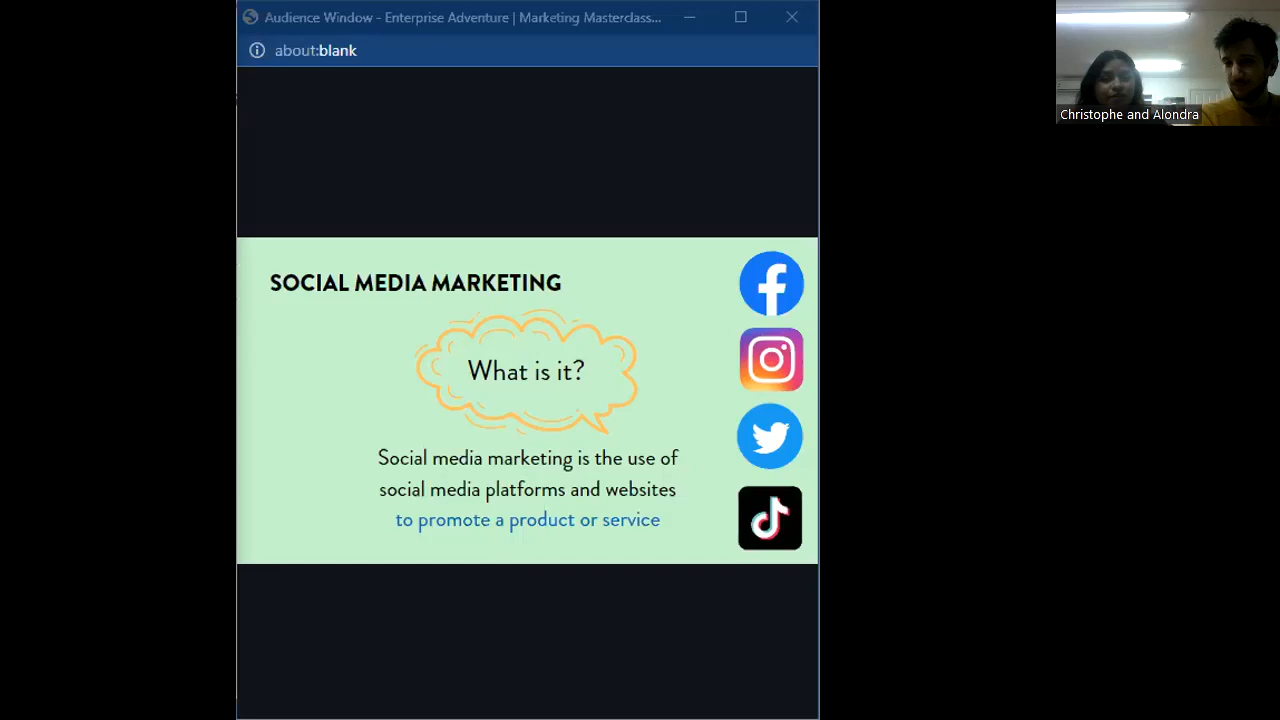 Audience Window - Enterprise Adventure | Marketing Masterclass...
about:blank
Christophe and Alondra
SOCIAL MEDIA MARKETING
What is it?
Social media marketing is the use of
social media platforms and websites
to promote a product or service